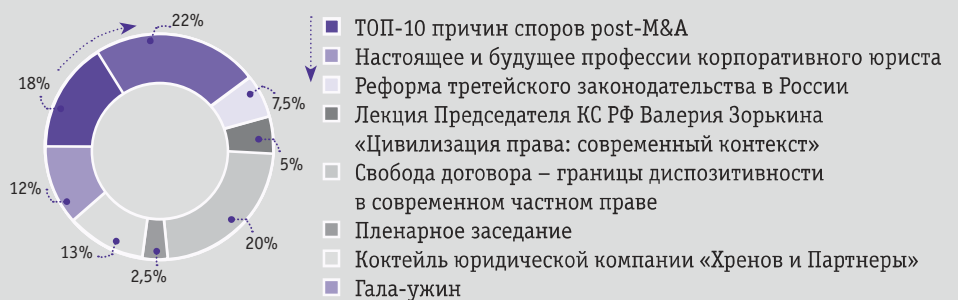 22%
18%
7,5%
5%
12%
20%
13%
2,5%
ТОП-10 причин споров post-M&A
Настоящее и будущее профессии корпоративного юриста
Реформа третейского законодательства в России
Лекция Председателя КС РФ Валерия Зорькина
«Цивилизация права: современный контекст»
Свобода договора – границы диспозитивности
в современном частном праве
Пленарное заседание
Коктейль юридической компании «Хренов и Партнеры»
Гала-ужин